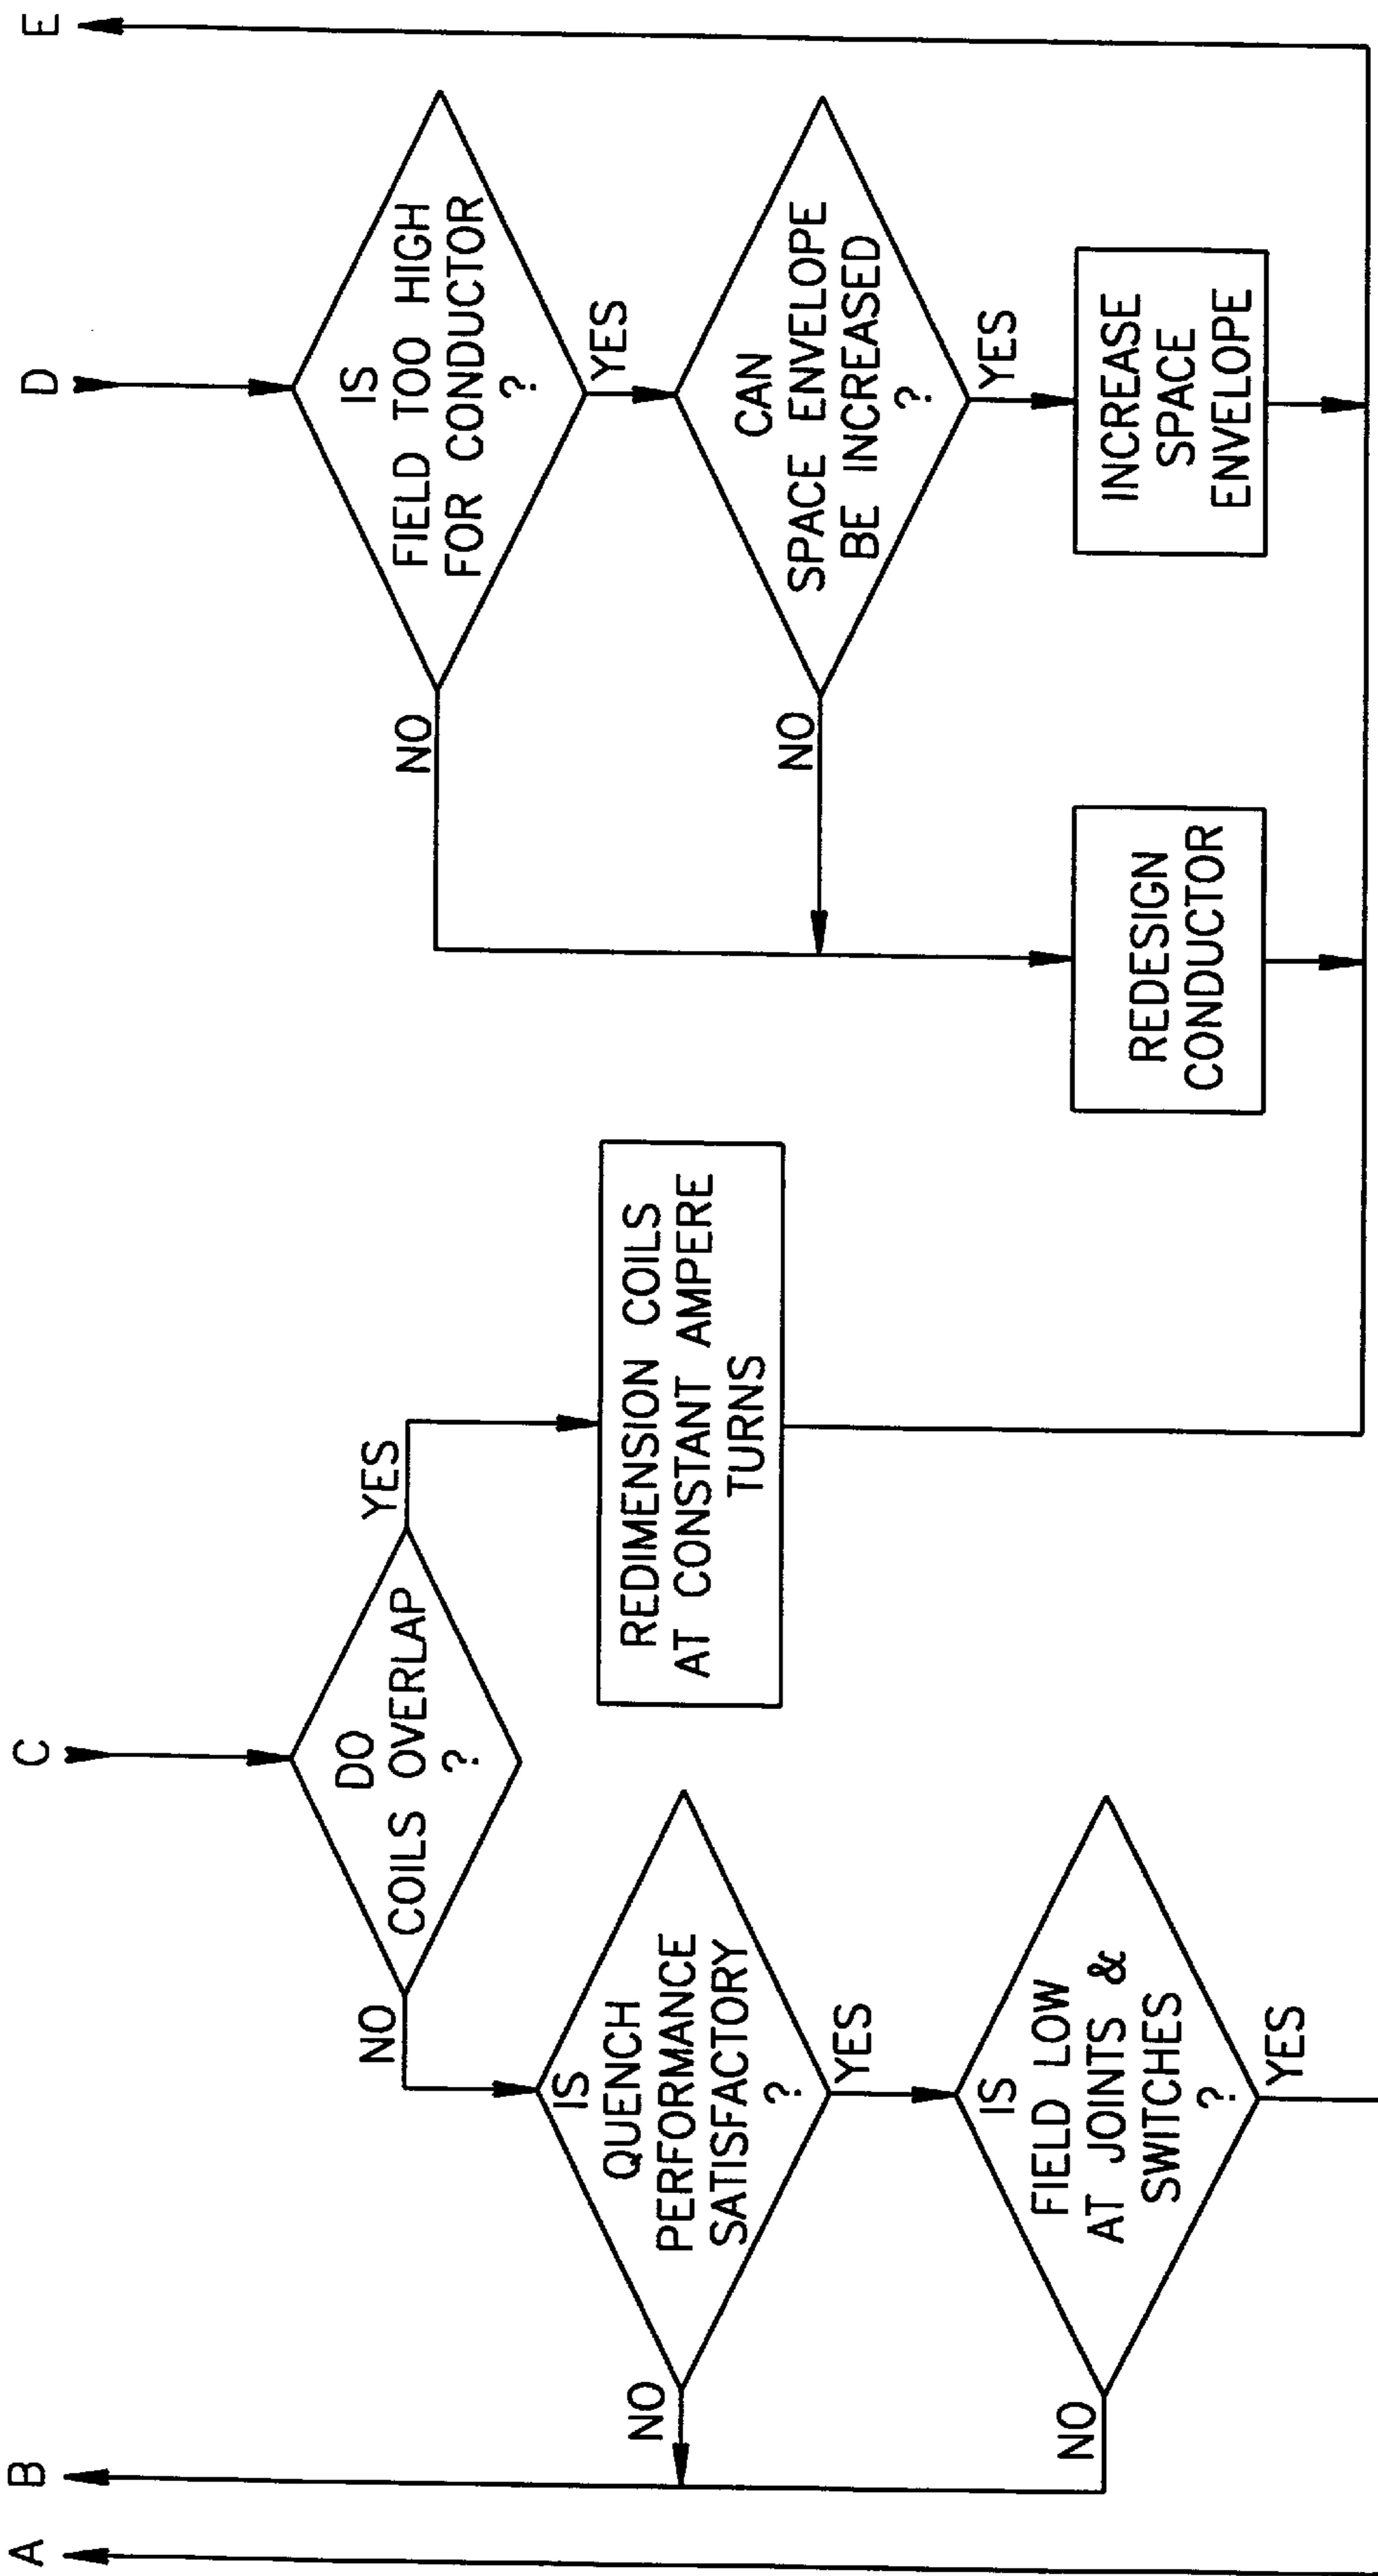 A
B
C
D
E
DO
COILS OVERLAP
?
NO
YES
IS
QUENCH
PERFORMANCE
SATISFACTORY
?
NO
YES
IS
FIELD LOW
AT JOINTS &
SWITCHES
?
NO
YES
REDIMENSION COILS
AT CONSTANT AMPERE
TURNS
IS
FIELD TOO HIGH
FOR CONDUCTOR
?
NO
YES
CAN
SPACE ENVELOPE
BE INCREASED
?
NO
YES
REDESIGN
CONDUCTOR
INCREASE
SPACE
ENVELOPE